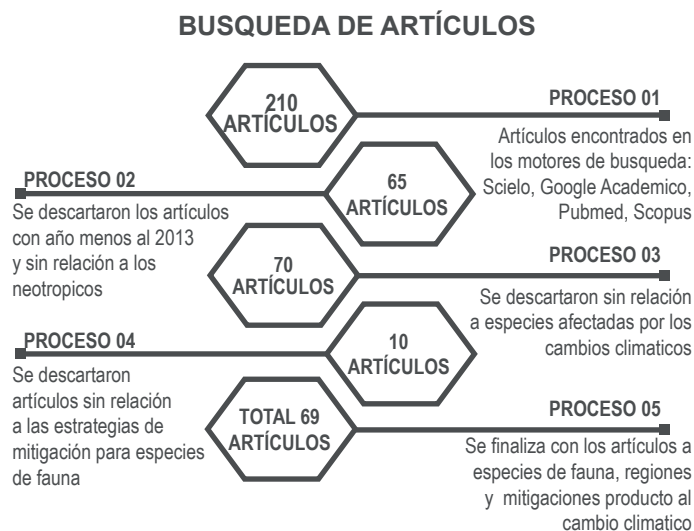 BUSQUEDA DE ARTÍCULOS
210
ARTÍCULOS
PROCESO 01
Artículos encontrados en
los motores de busqueda:
Scielo, Google Academico,
Pubmed, Scopus
PROCESO 02
Se descartaron los artículos
con año menos al 2013
y sin relación a los
neotropicos
65
ARTÍCULOS
70
ARTÍCULOS
PROCESO 03
Se descartaron sin relación
a especies afectadas por los
cambios climaticos
PROCESO 04
Se descartaron
artículos sin relación
a las estrategias de
mitigación para especies
de fauna
10
ARTÍCULOS
TOTAL 69
ARTÍCULOS
PROCESO 05
Se finaliza con los artículos a
especies de fauna, regiones
y mitigaciones producto al
cambio climatico